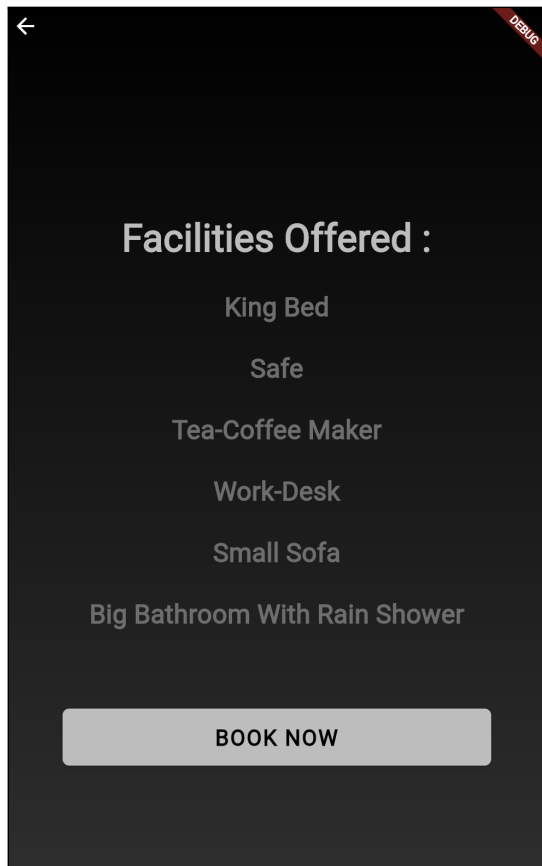 DEBUG
Facilities Offered :
King Bed
Safe
Tea-Coffee Maker
Work-Desk
Small Sofa
Big Bathroom With Rain Shower
BOOK NOW